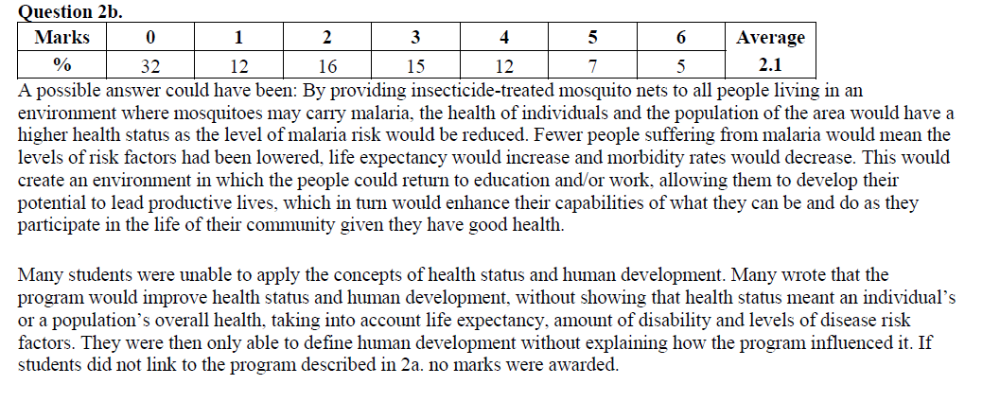 Question 2b.
Marks 0 1 2 3 4 5 6 Average
% 32 12 16 15 12 7 5 2.1
A possible answer could have been: By providing insecticide-treated mosquito nets to all people living in an
environment where mosquitoes may carry malaria, the health of individuals and the population of the area would have a
higher health status as the level of malaria risk would be reduced. Fewer people suffering from malaria would mean the
levels of risk factors had been lowered, life expectancy would increase and morbidity rates would decrease. This would
create an environment in which the people could return to education and/or work, allowing them to develop their
potential to lead productive lives, which in turn would enhance their capabilities of what they can be and do as they
participate in the life of their community given they have good health.
Many students were unable to apply the concepts of health status and human development. Many wrote that the
program would improve health status and human development, without showing that health status meant an individual’s
or a population’s overall health, taking into account life expectancy, amount of disability and levels of disease risk
factors. They were then only able to define human development without explaining how the program influenced it. If
students did not link to the program described in 2a. no marks were awarded.